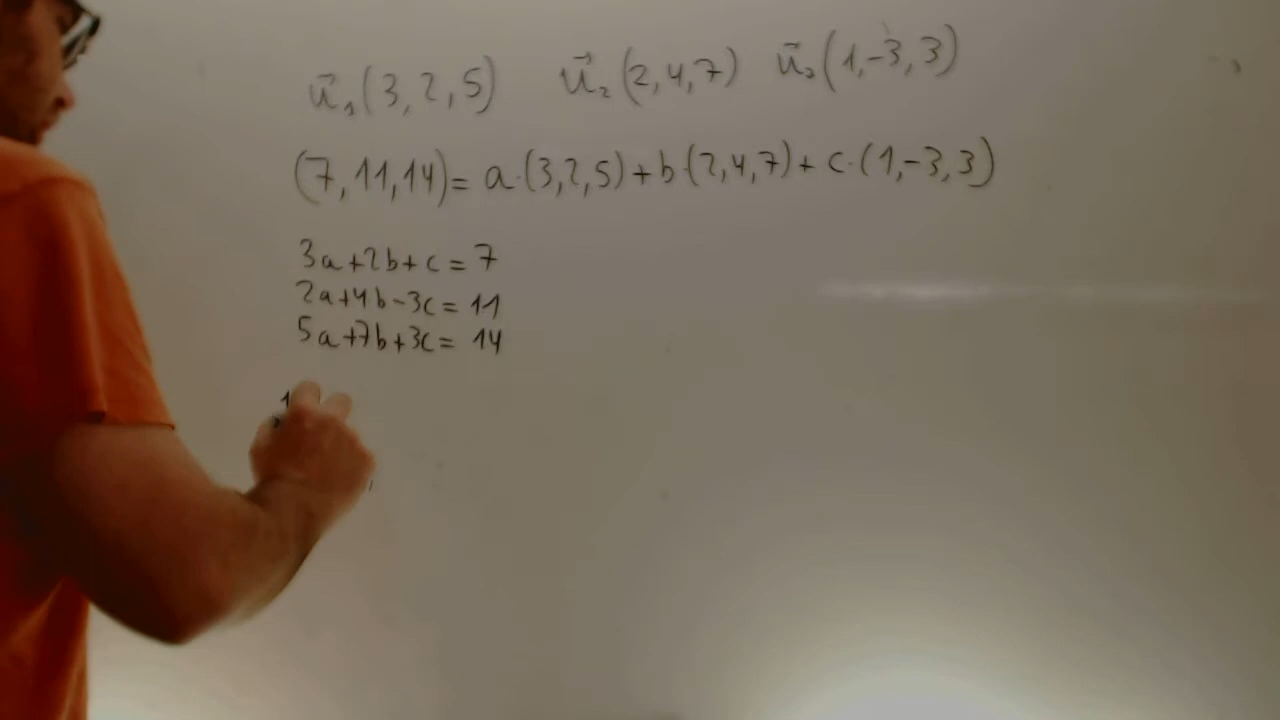 u⃗₁(3,2,5) u⃗₂(2,4,7) u⃗₃(1,-3,3)
(7,11,14)= a·(3,2,5)+b·(2,4,7)+c·(1,-3,3)
3a+2b+c=7
2a+4b-3c=11
5a+7b+3c=14
1